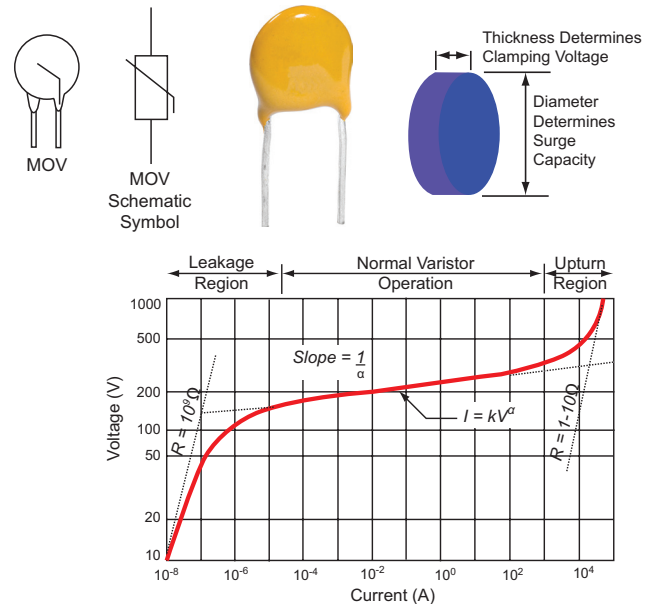 MOV
MOV
Schematic
Symbol
Thickness Determines
Clamping Voltage
Diameter
Determines
Surge
Capacity
Leakage
Region
Normal Varistor
Operation
Upturn
Region
Voltage (V)
1000
500
200
100
50
20
10
R = 10⁹Ω
Slope = 1/α
I = kVᵅ
R = 1-10Ω
10⁻⁸
10⁻⁶
10⁻⁴
10⁻²
10⁰
10²
10⁴
Current (A)